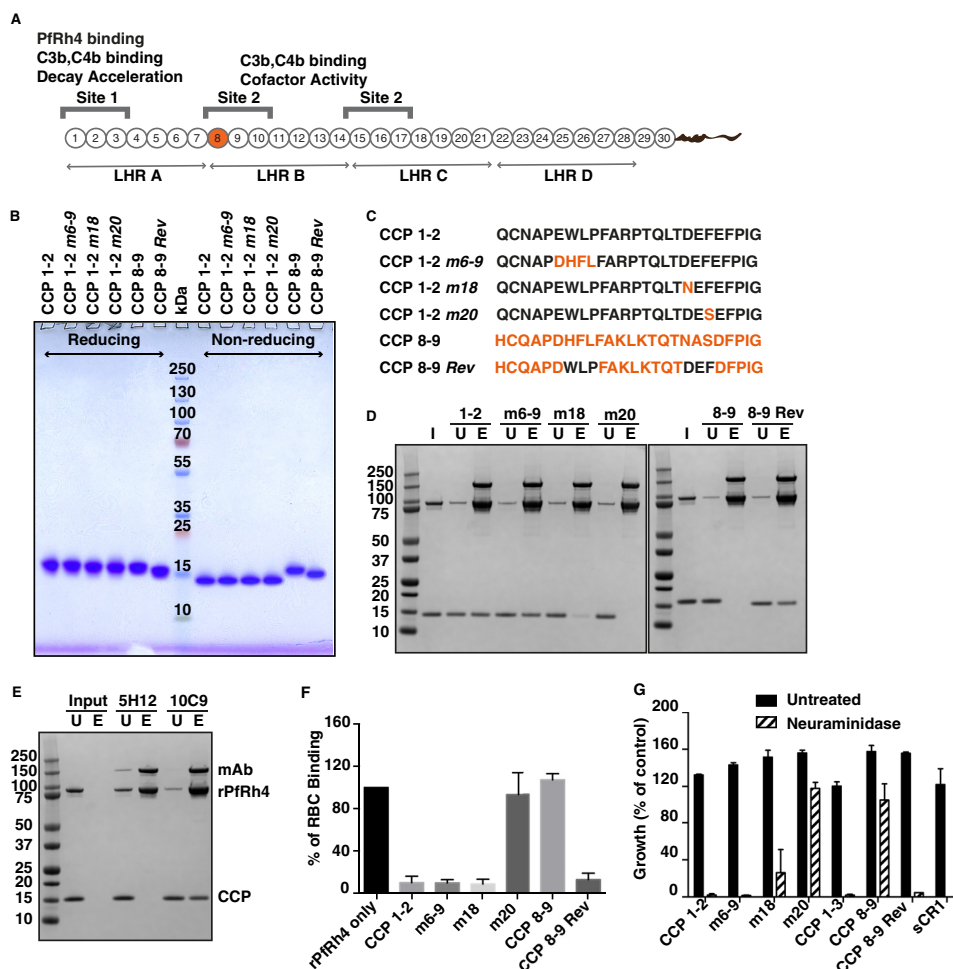 A
PfRh4 binding
C3b,C4b binding
Decay Acceleration
C3b,C4b binding
Cofactor Activity
Site 1
Site 2
Site 2
1 2 3 4 5 6 7 8 9 10 11 12 13 14 15 16 17 18 19 20 21 22 23 24 25 26 27 28 29 30
LHR A
LHR B
LHR C
LHR D
B
CCP 1-2
CCP 1-2 m6-9
CCP 1-2 m18
CCP 1-2 m20
CCP 8-9
CCP 8-9 Rev
kDa
CCP 1-2
CCP 1-2 m6-9
CCP 1-2 m18
CCP 1-2 m20
CCP 8-9
CCP 8-9 Rev
Reducing
Non-reducing
250
130
100
70
55
35
25
15
10
C
CCP 1-2 QCNAPEWLPFARPTQLTDEFEFPIG
CCP 1-2 m6-9 QCNAPDHFLFARPTQLTDEFEFPIG
CCP 1-2 m18 QCNAPEWLPFARPTQLTNEFEFPIG
CCP 1-2 m20 QCNAPEWLPFARPTQLTDESEFPIG
CCP 8-9 HCQAPDHFLFAKLKTQTNASDFPIG
CCP 8-9 Rev HCQAPDWLPFAKLKTQTDEFDFPIG
D
1-2 m6-9 m18 m20
I U E U E U E U E
250
150
100
75
50
37
25
20
15
10
8-9 8-9 Rev
I U E U E
250
150
100
75
50
37
25
20
15
10
E
Input 5H12 10C9
U E U E U E
250
150
100
75
50
37
25
20
15
10
mAb
rPfRh4
CCP
F
% of RBC Binding
160
120
80
40
0
rPfRh4 only
CCP 1-2
m6-9
m18
m20
CCP 8-9
CCP 8-9 Rev
G
Untreated
Neuraminidase
Growth (% of control)
200
160
120
80
40
0
CCP 1-2
m6-9
m18
m20
CCP 1-3
CCP 8-9
CCP 8-9 Rev
sCR1